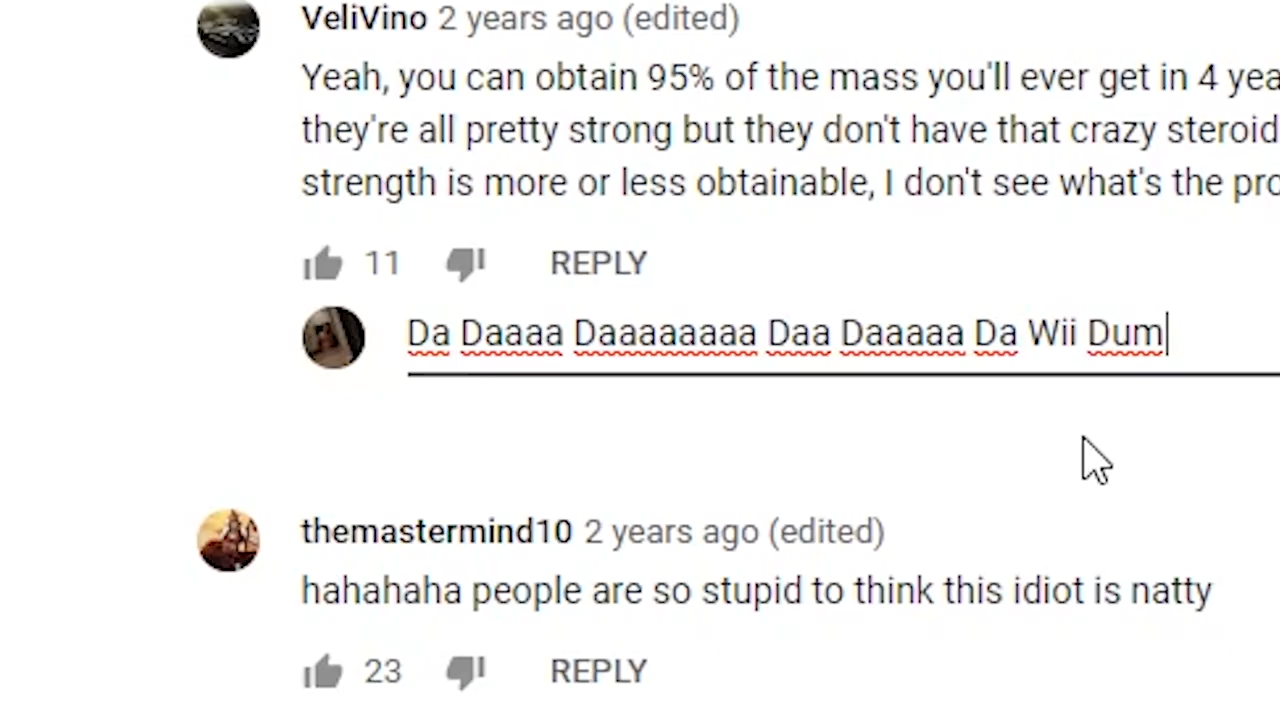 VeliVino 2 years ago (edited)
Yeah, you can obtain 95% of the mass you'll ever get in 4 yea
they're all pretty strong but they don't have that crazy steroid
strength is more or less obtainable, I don't see what's the pro
11 REPLY
Da Daaaa Daaaaaaaa Daa Daaaaa Da Wii Dum
themastermind10 2 years ago (edited)
hahahaha people are so stupid to think this idiot is natty
23 REPLY